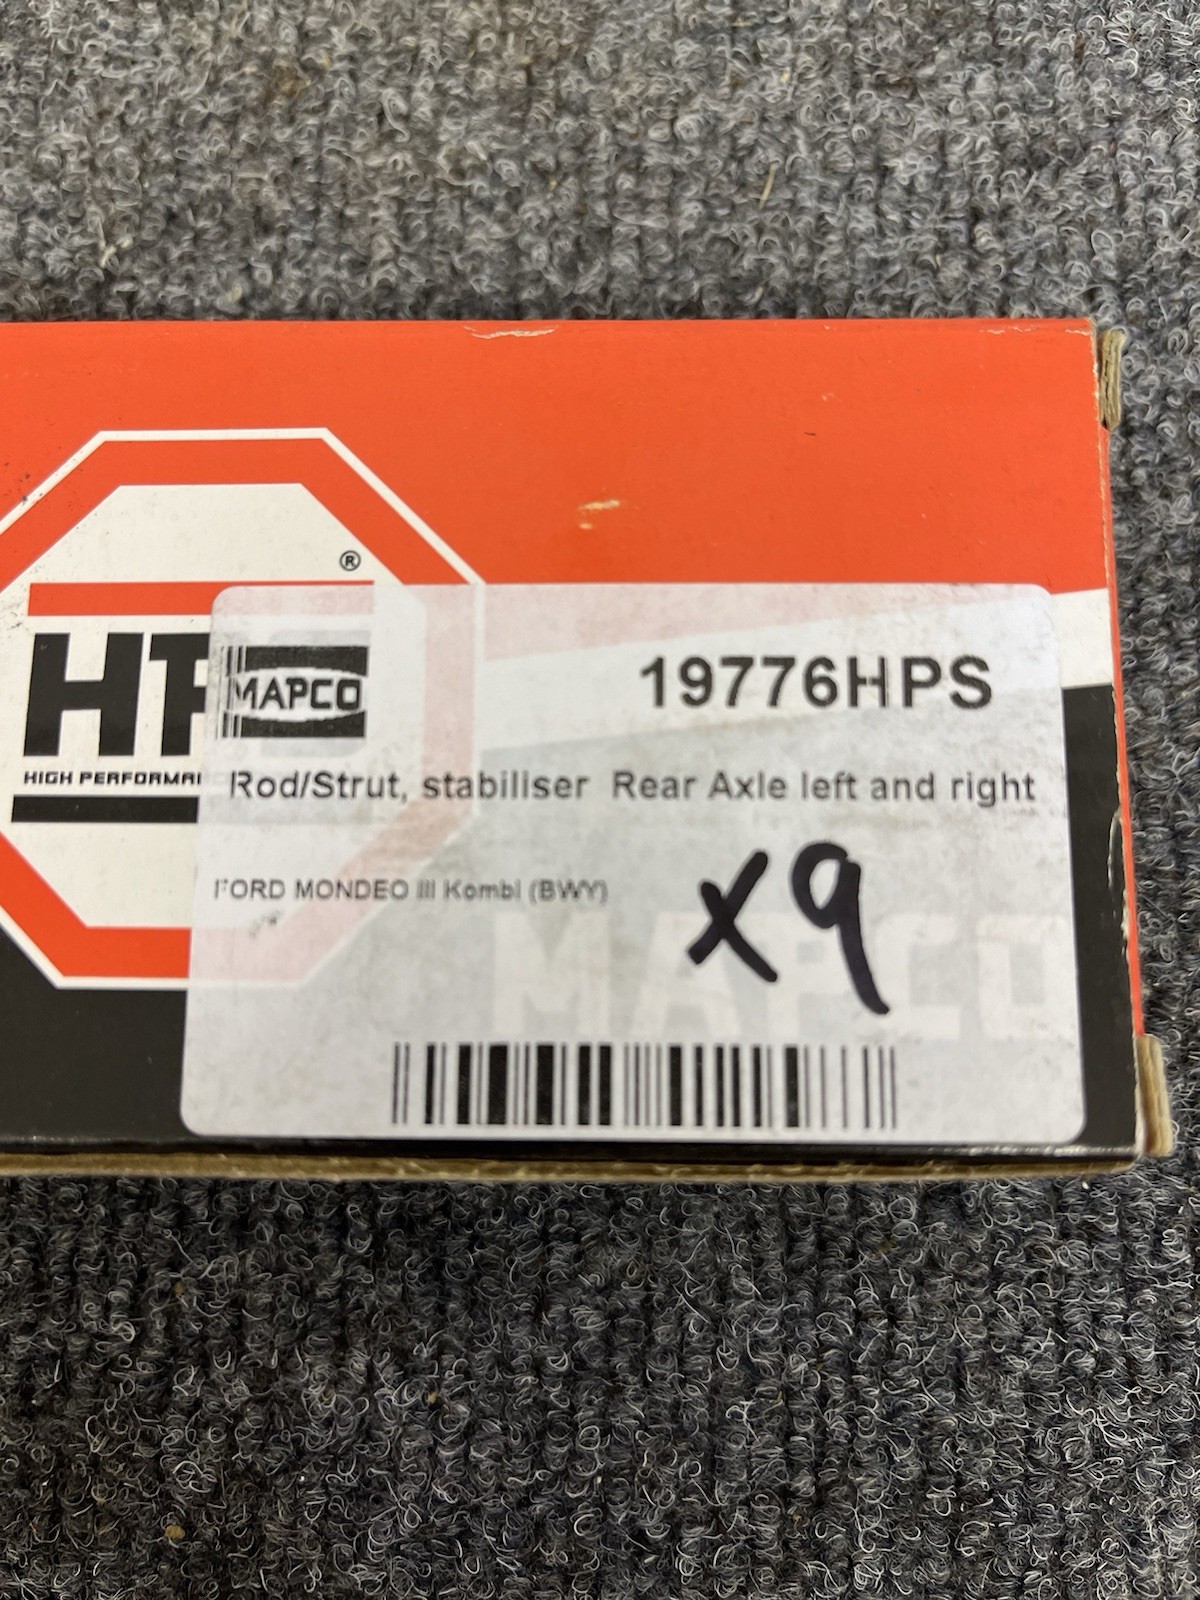 ®
HP
HIGH PERFORMAN
MAPCO
19776HPS
Rod/Strut, stabiliser Rear Axle left and right
FORD MONDEO III Kombi (BWY)
x9
MAPCO